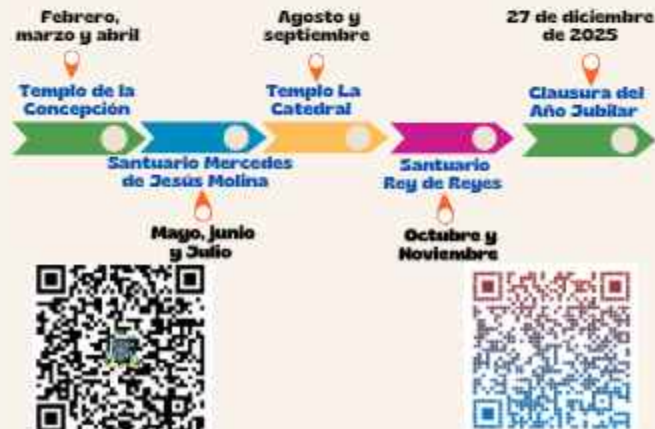 Febrero,
marzo y abril
Templo de la
Concepción
Santuario Mercedes
de Jesús Molina
Mayo, junio
y Julio
Agosto y
septiembre
Templo La
Catedral
Santuario
Rey de Reyes
Octubre y
Noviembre
27 de diciembre
de 2025
Clausura del
Año Jubilar